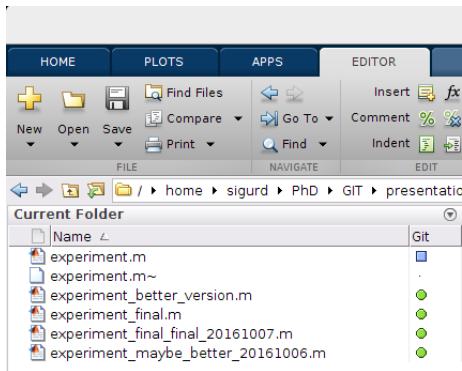 HOME PLOTS APPS EDITOR
Find Files Insert fx
New Open Save Compare Go To Comment %
Print Find Indent
FILE NAVIGATE EDIT
/ home sigurd PhD GIT
Current Folder
Name Git
experiment.m
experiment.m~
experiment_better_version.m
experiment_final.m
experiment_final_final_20161007.m
experiment_maybe_better_20161006.m